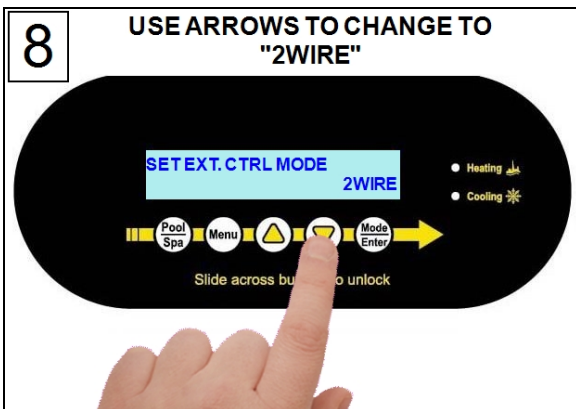 8
USE ARROWS TO CHANGE TO
"2WIRE"
SET EXT. CTRL MODE
2WIRE
Heating
Cooling
Pool
Spa
Menu
Mode
Enter
Slide across bu o unlock